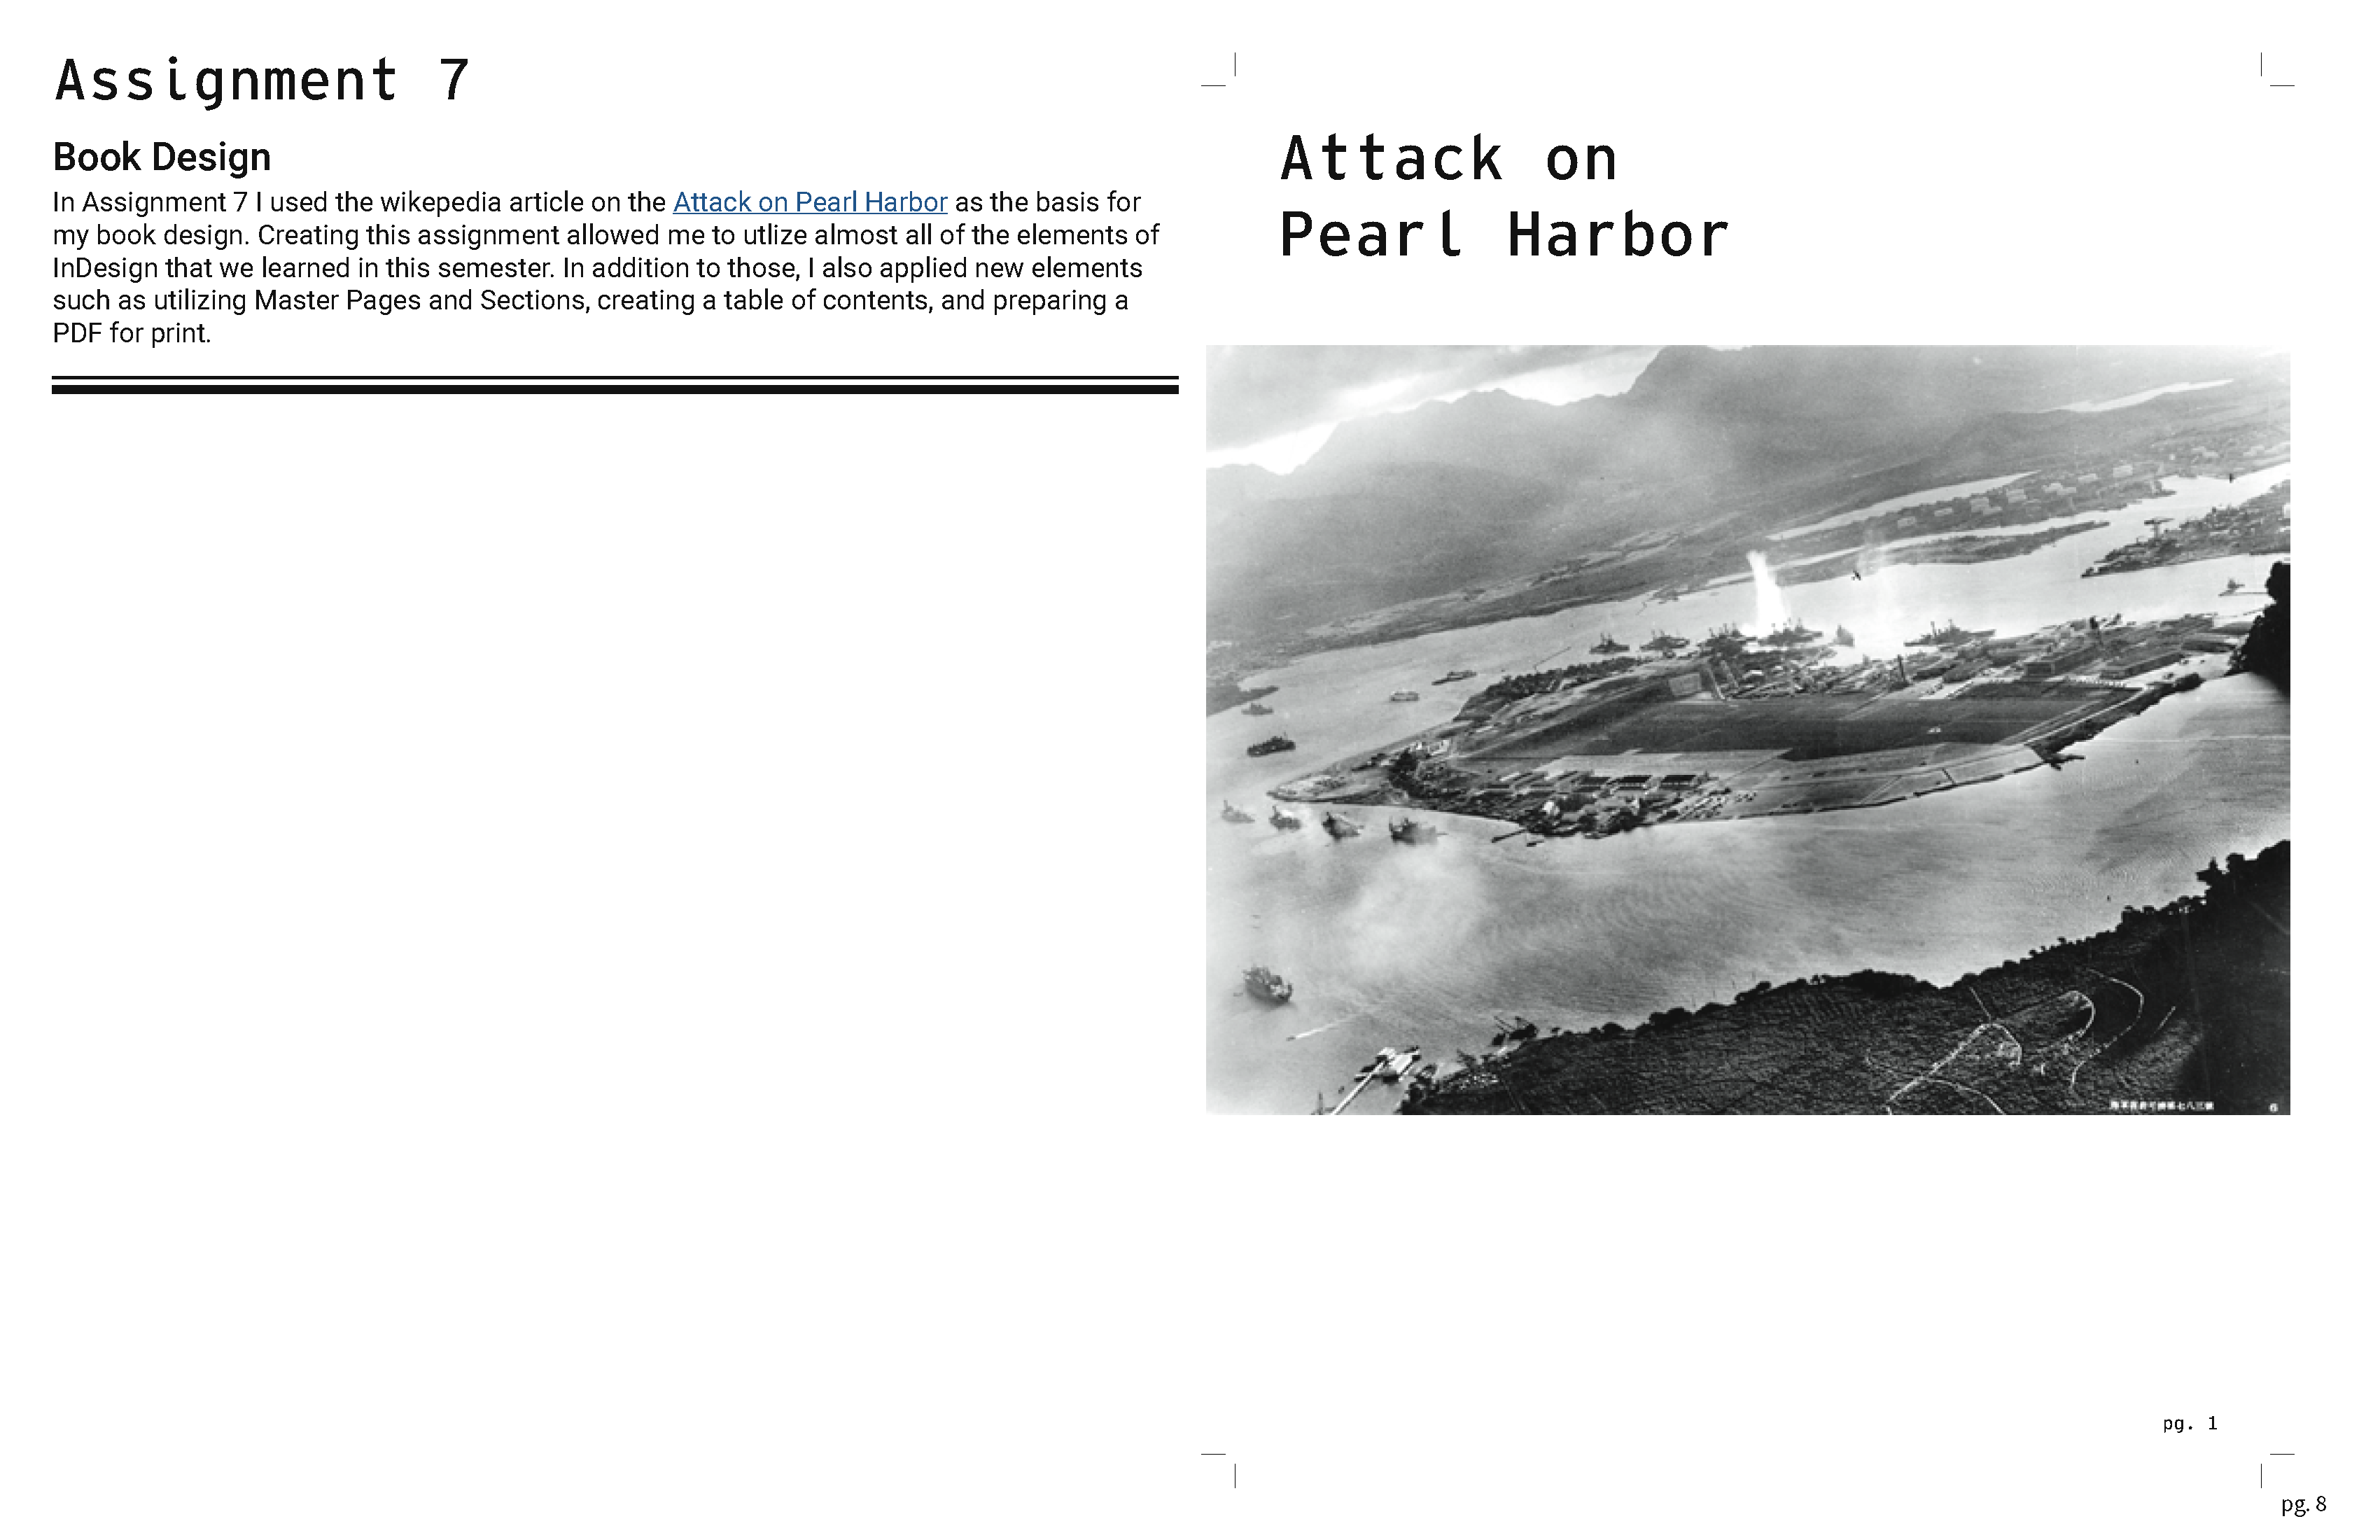 Assignment 7
Book Design
In Assignment 7 I used the wikepedia article on the Attack on Pearl Harbor as the basis for
my book design. Creating this assignment allowed me to utlize almost all of the elements of
InDesign that we learned in this semester. In addition to those, I also applied new elements
such as utilizing Master Pages and Sections, creating a table of contents, and preparing a
PDF for print.
Attack on
Pearl Harbor
6
pg. 1
pg. 8